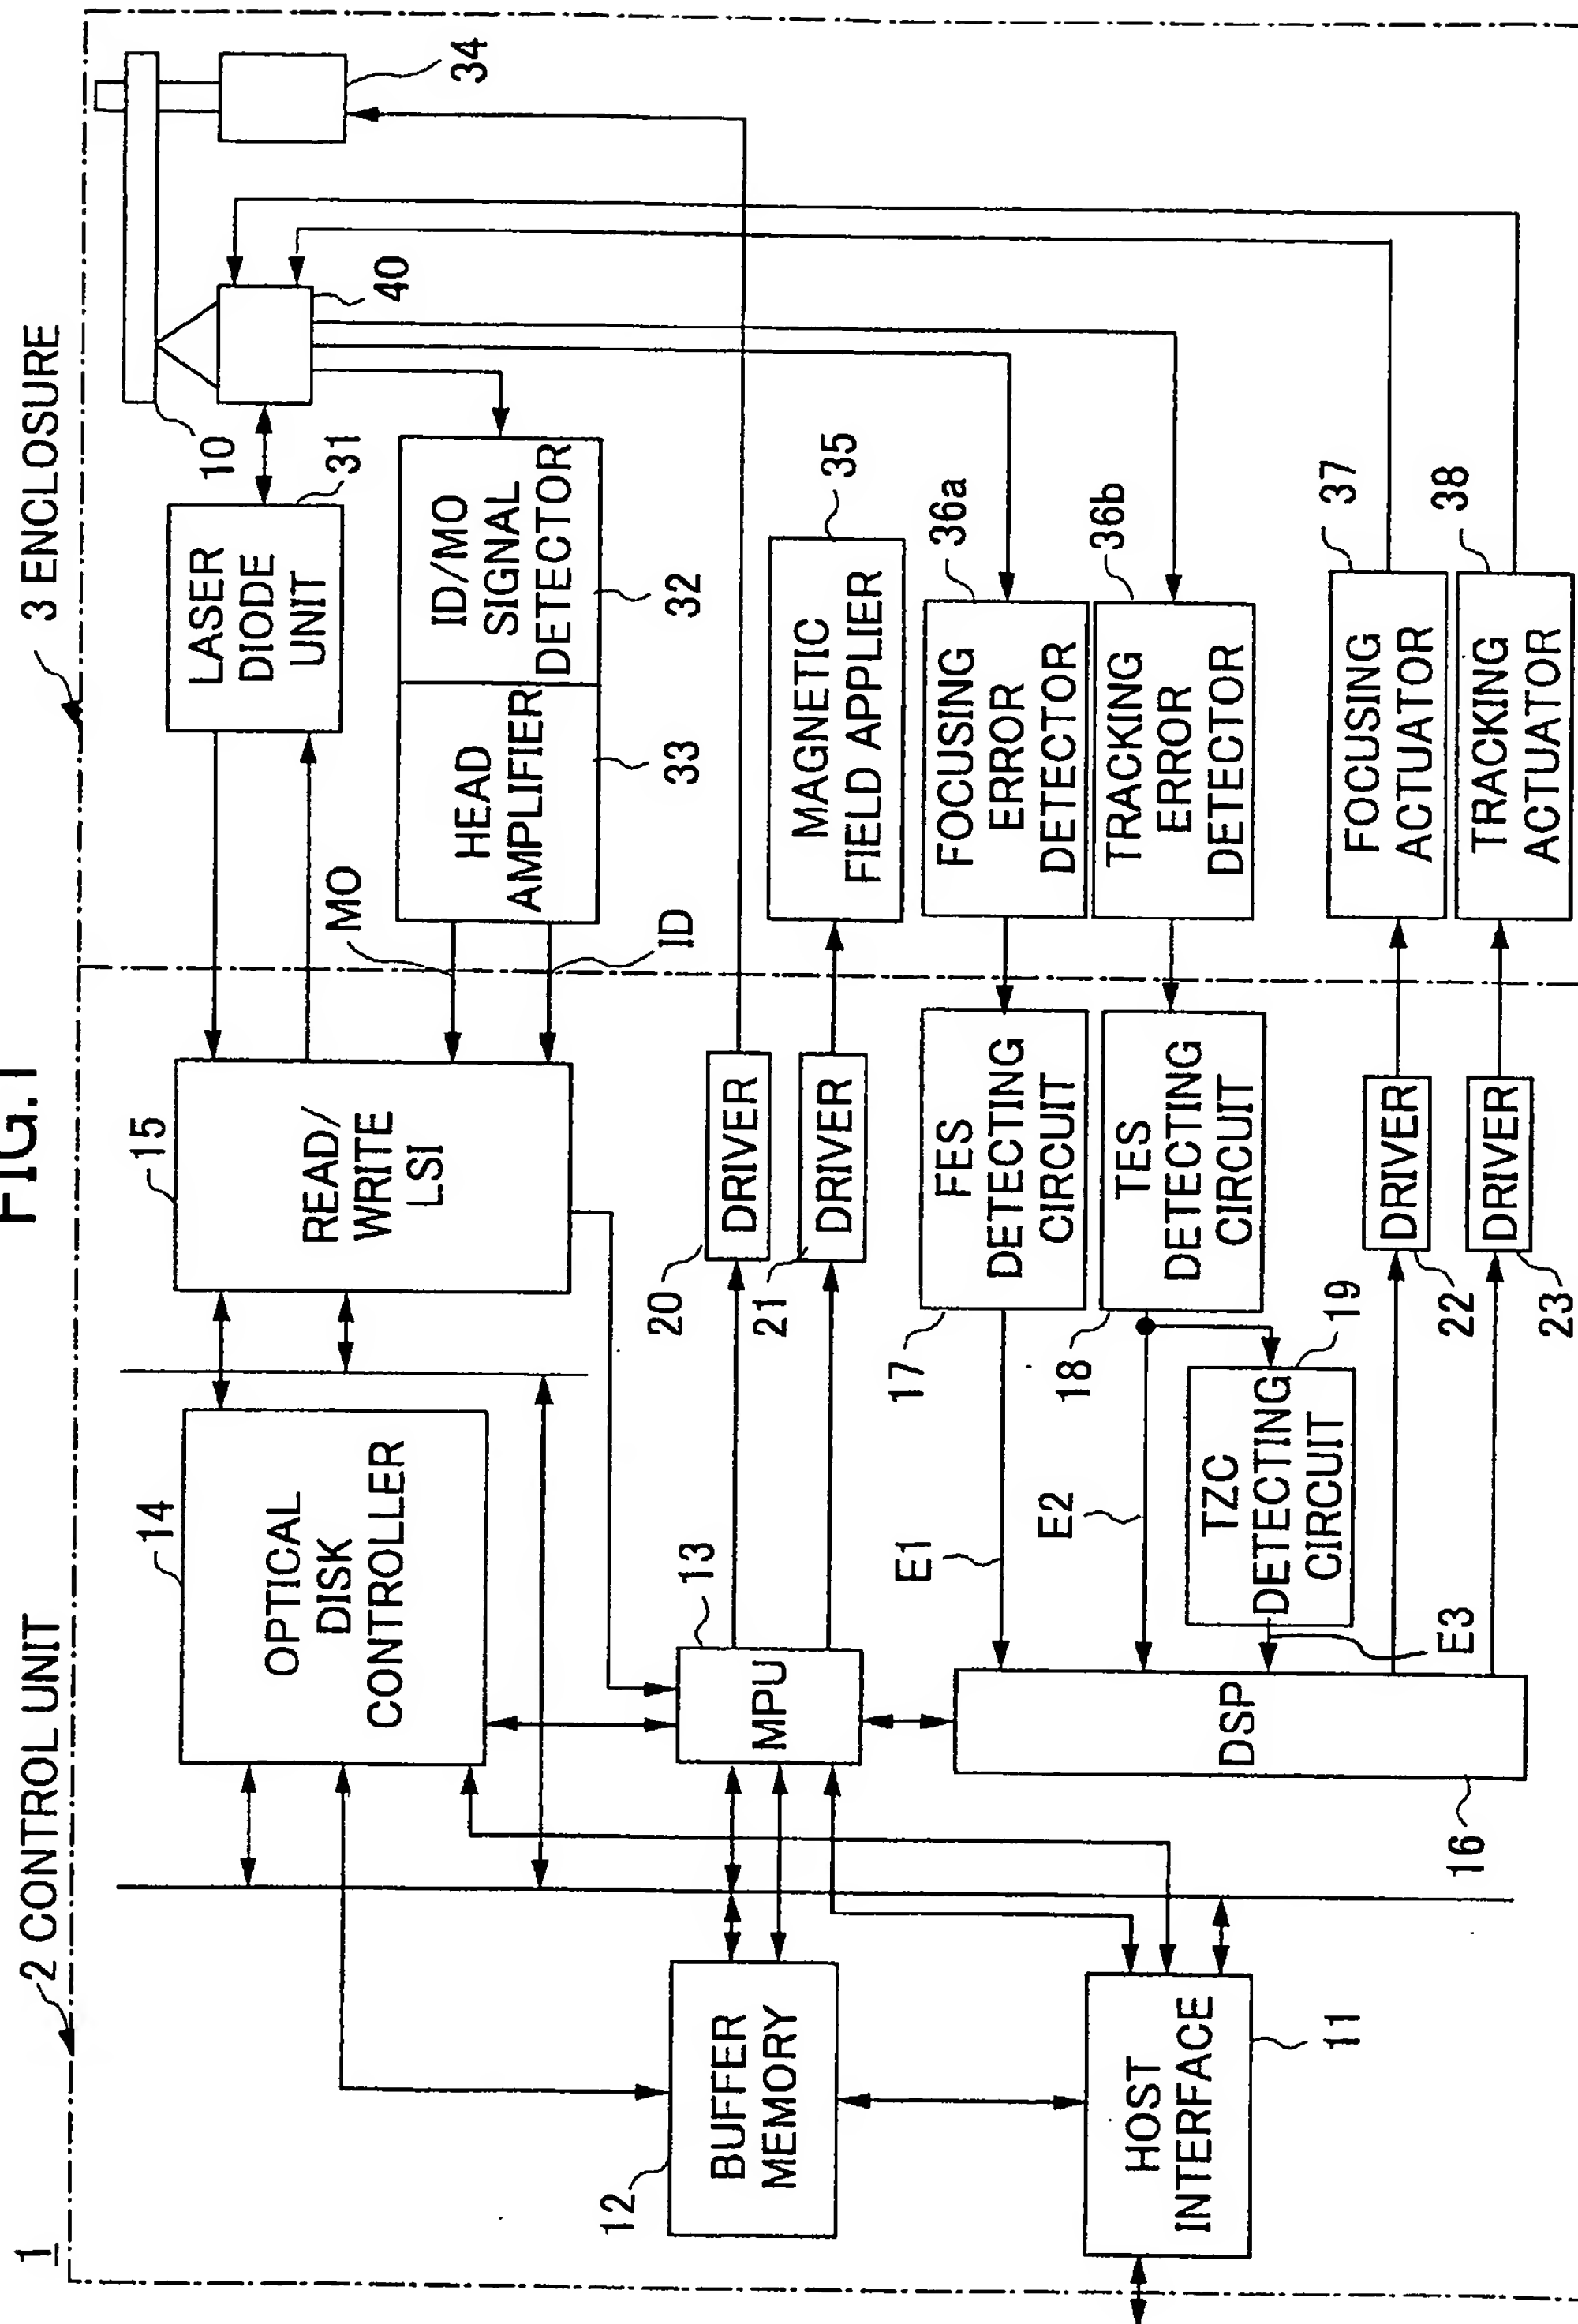 FIG.1
1
2 CONTROL UNIT
3 ENCLOSURE
14
OPTICAL
DISK
CONTROLLER
15
READ/
WRITE
LSI
MO
ID
LASER
DIODE
UNIT
31
10
40
34
HEAD
AMPLIFIER
33
ID/MO
SIGNAL
DETECTOR
32
12
BUFFER
MEMORY
13
MPU
20
DRIVER
21
DRIVER
MAGNETIC
FIELD APPLIER
35
HOST
INTERFACE
11
DSP
16
E1
E2
E3
17
FES
DETECTING
CIRCUIT
18
TES
DETECTING
CIRCUIT
TZC
DETECTING
CIRCUIT
19
FOCUSING
ERROR
DETECTOR
36a
TRACKING
ERROR
DETECTOR
36b
DRIVER
22
DRIVER
23
FOCUSING
ACTUATOR
37
TRACKING
ACTUATOR
38